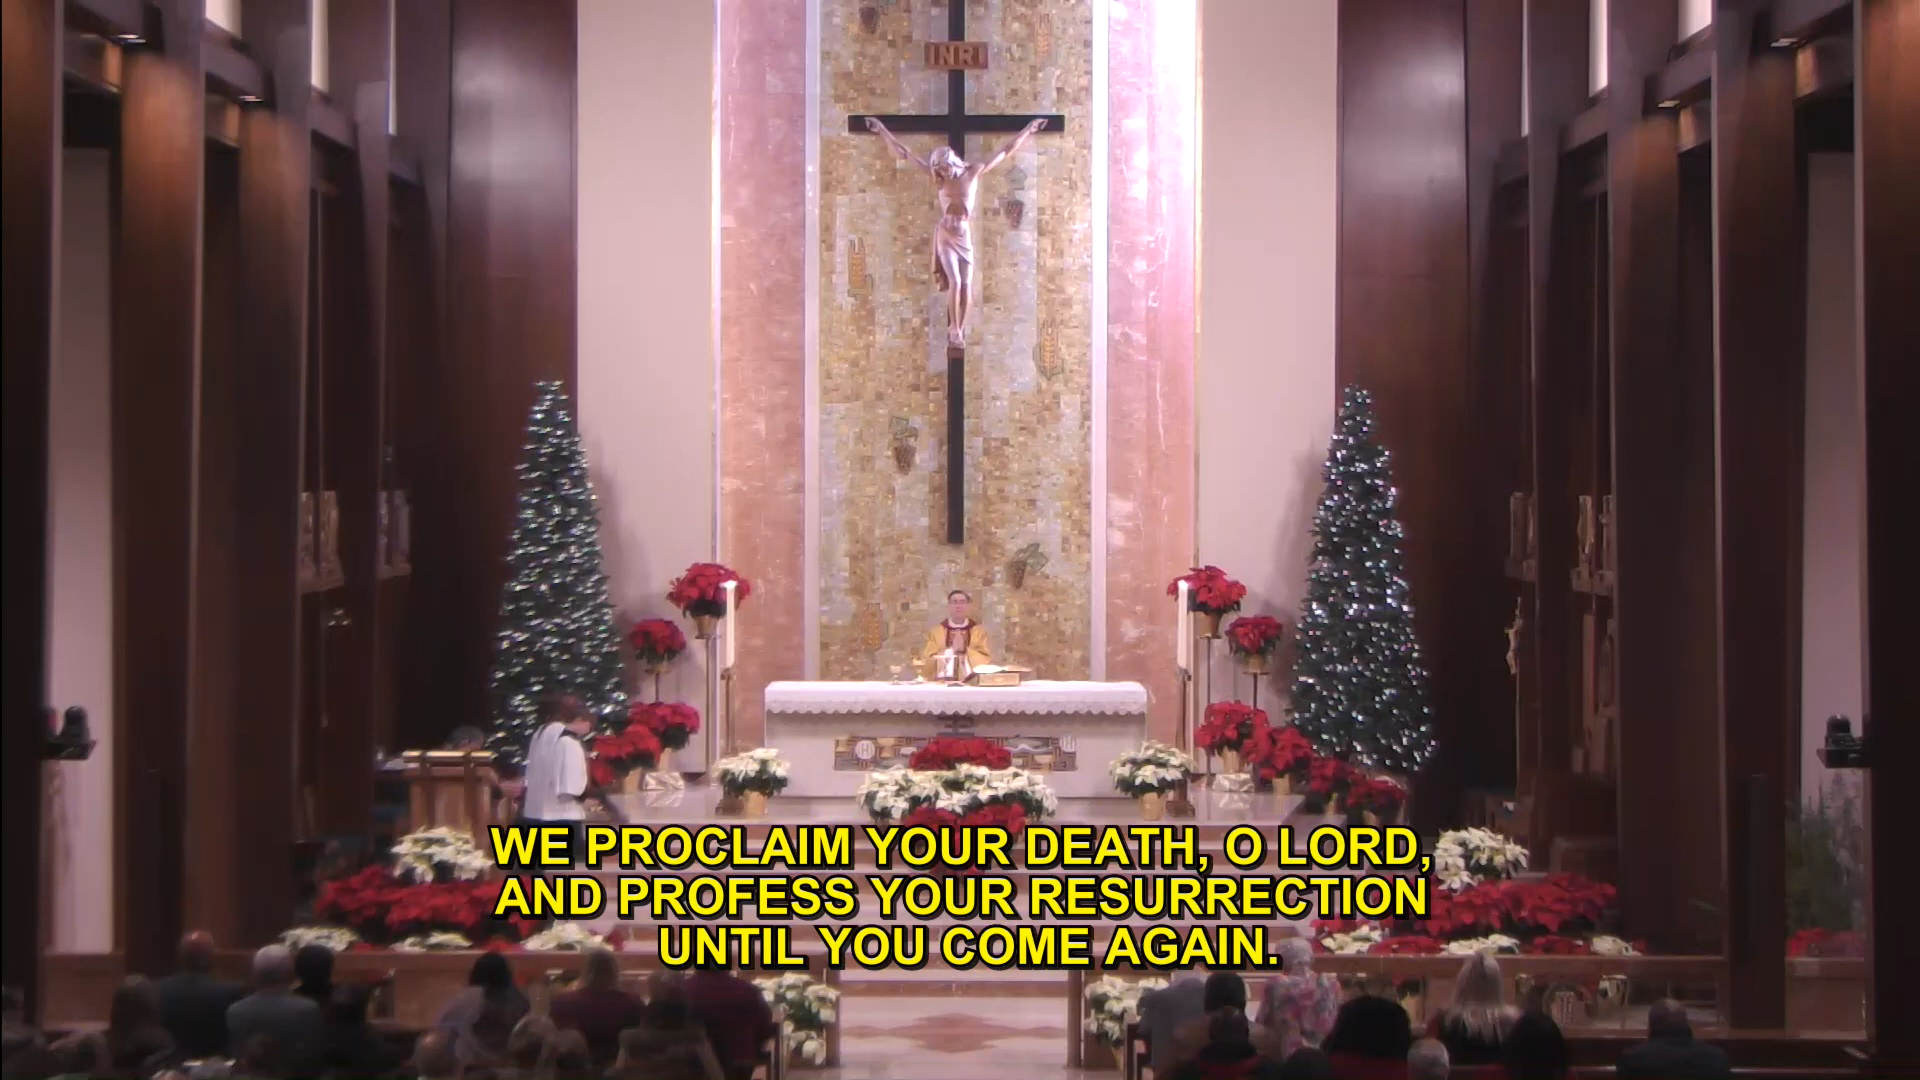 INRI
WE PROCLAIM YOUR DEATH, O LORD,
AND PROFESS YOUR RESURRECTION
UNTIL YOU COME AGAIN.